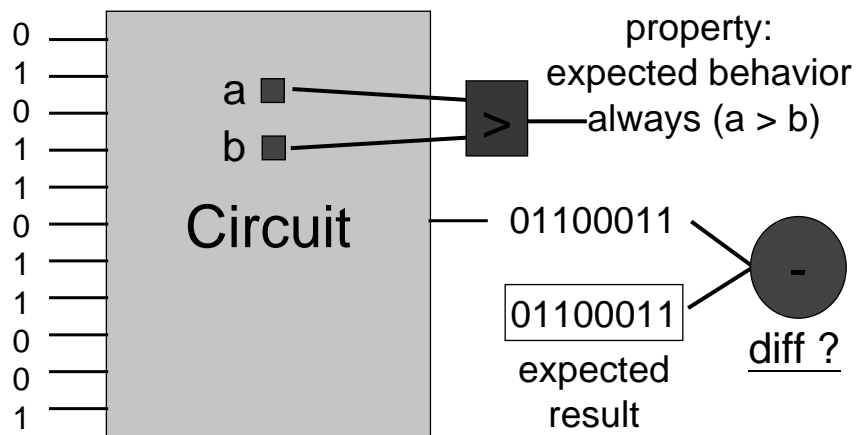 0
1
0
1
1
0
1
1
0
0
1
a
b
Circuit
>
property:
expected behavior
always (a > b)
01100011
01100011
expected
result
-
diff ?